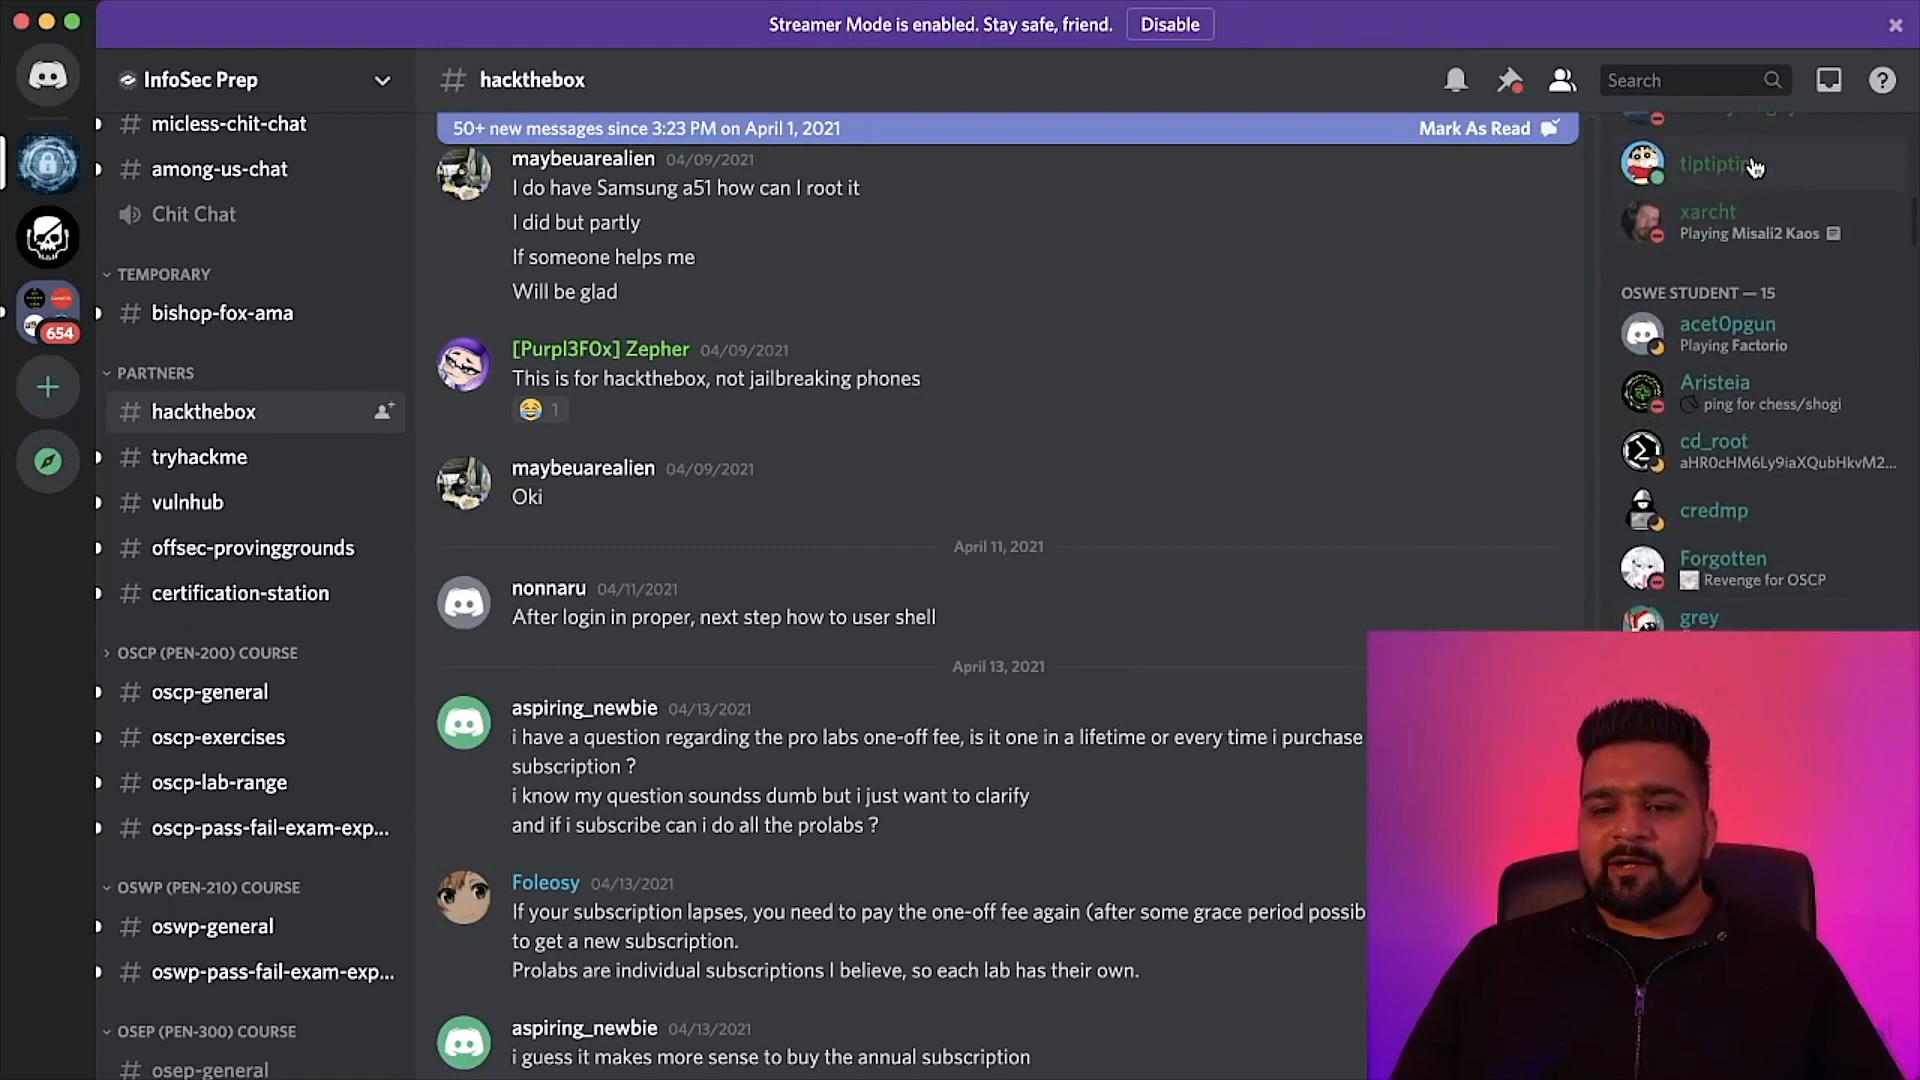 Streamer Mode is enabled. Stay safe, friend.
Disable
InfoSec Prep
micless-chit-chat
among-us-chat
Chit Chat
TEMPORARY
bishop-fox-ama
PARTNERS
hackthebox
tryhackme
vulnhub
offsec-provinggrounds
certification-station
OSCP (PEN-200) COURSE
oscp-general
oscp-exercises
oscp-lab-range
oscp-pass-fail-exam-exp...
OSWP (PEN-210) COURSE
oswp-general
oswp-pass-fail-exam-exp...
OSEP (PEN-300) COURSE
osep-general
654
# hackthebox
Search
50+ new messages since 3:23 PM on April 1, 2021
Mark As Read
maybeuarealien 04/09/2021
I do have Samsung a51 how can I root it
I did but partly
If someone helps me
Will be glad
[Purpl3F0x] Zepher 04/09/2021
This is for hackthebox, not jailbreaking phones
😂 1
maybeuarealien 04/09/2021
Oki
April 11, 2021
nonnaru 04/11/2021
After login in proper, next step how to user shell
April 13, 2021
aspiring_newbie 04/13/2021
i have a question regarding the pro labs one-off fee, is it one in a lifetime or every time i purchase
subscription ?
i know my question soundss dumb but i just want to clarify
and if i subscribe can i do all the prolabs ?
Foleosy 04/13/2021
If your subscription lapses, you need to pay the one-off fee again (after some grace period possib
to get a new subscription.
Prolabs are individual subscriptions I believe, so each lab has their own.
aspiring_newbie 04/13/2021
i guess it makes more sense to buy the annual subscription
xarcht
Playing Misali2 Kaos
OSWE STUDENT — 15
acet0pgun
Playing Factorio
Aristeia
ping for chess/shogi
cd_root
aHR0cHM6Ly9iaXQubHkvM2...
credmp
Forgotten
Revenge for OSCP
grey